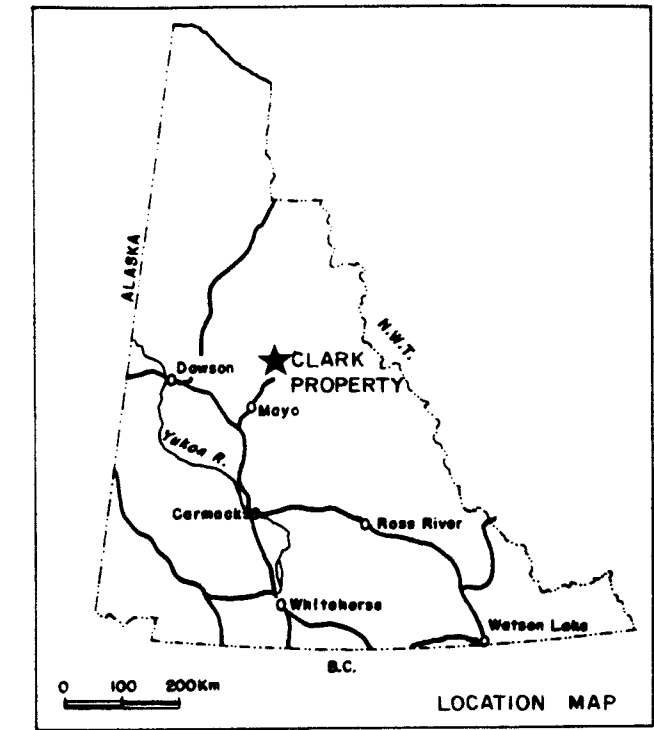 ALASKA
N.W.T.
Dawson
CLARK
PROPERTY
Mayo
Yukon R.
Carmacks
Ross River
Whitehorse
Watson Lake
B.C.
0 100 200Km
LOCATION MAP